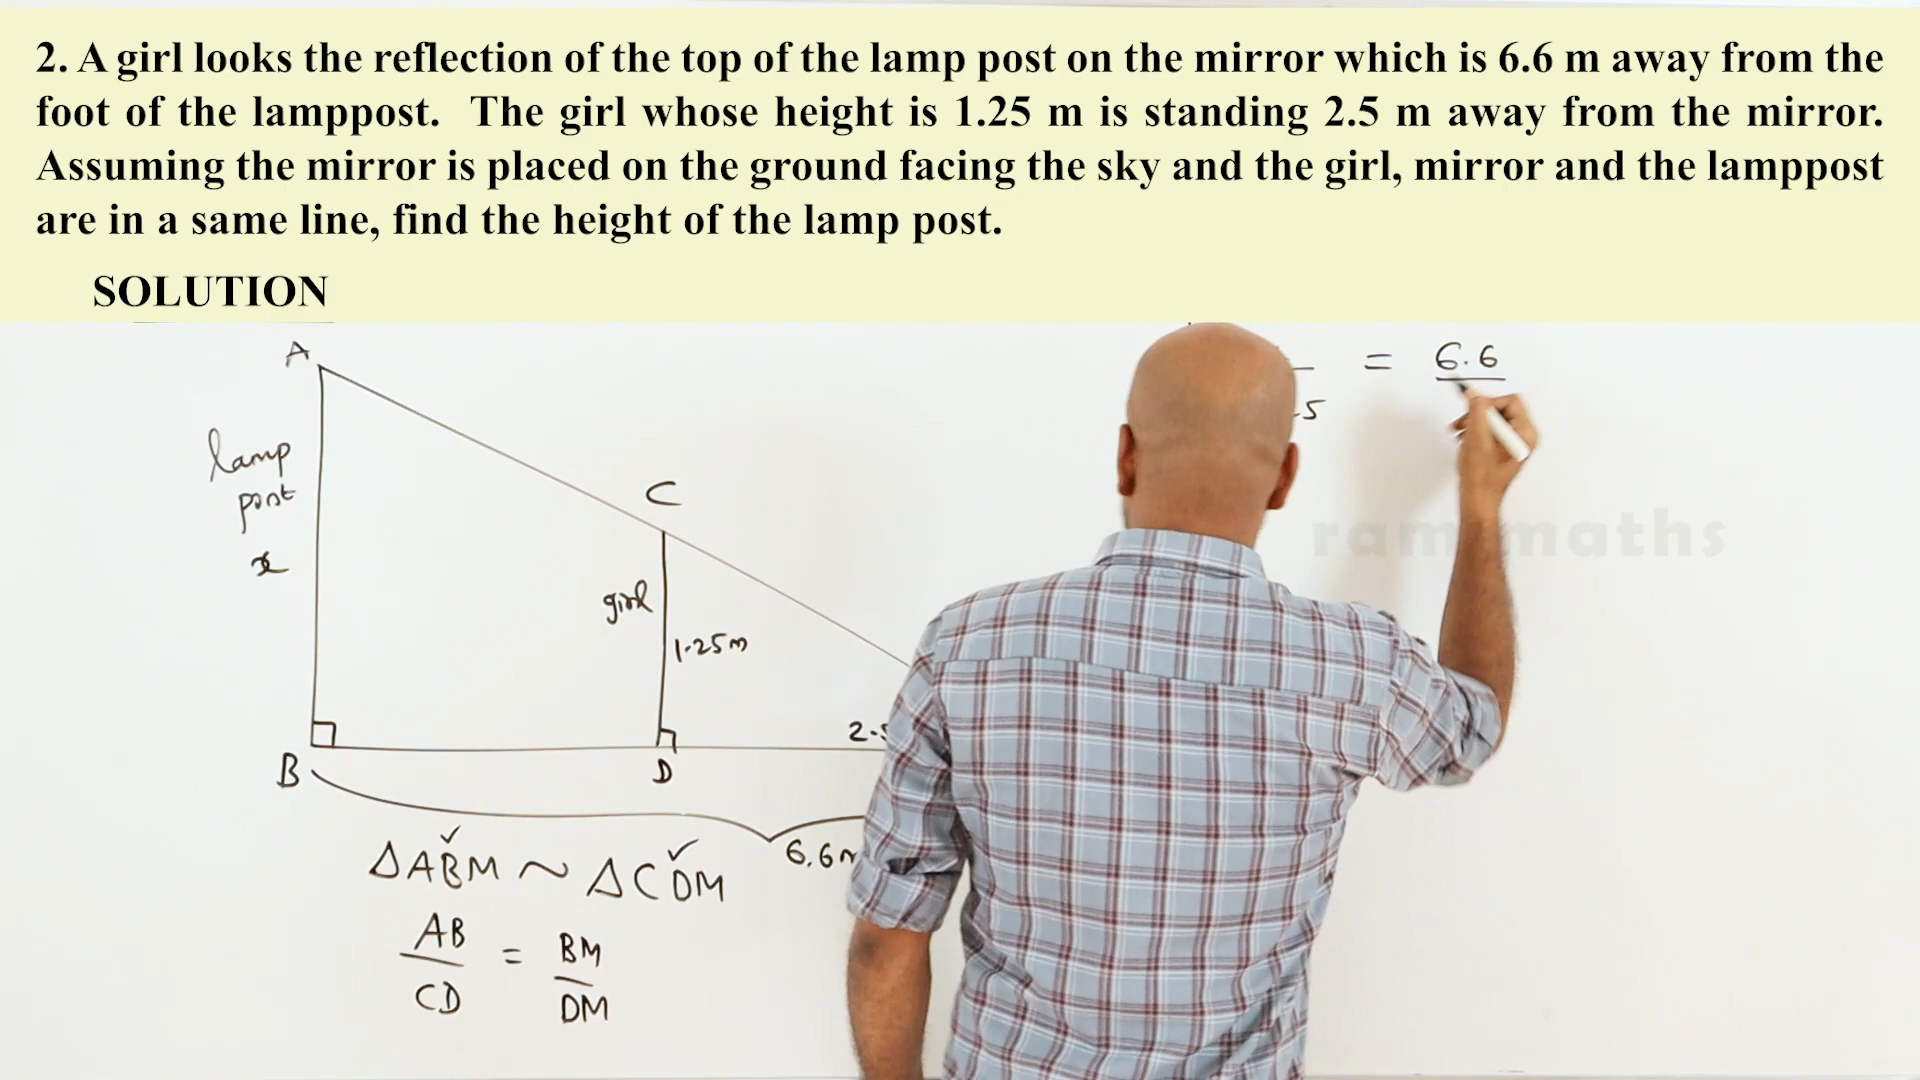 2. A girl looks the reflection of the top of the lamp post on the mirror which is 6.6 m away from the
foot of the lamppost. The girl whose height is 1.25 m is standing 2.5 m away from the mirror.
Assuming the mirror is placed on the ground facing the sky and the girl, mirror and the lamppost
are in a same line, find the height of the lamp post.
SOLUTION
A
lamp
post
x
C
girl
1.25m
B
D
6.6m
ΔABM ~ ΔCDM
AB
CD
=
BM
DM
=
6.6
ram maths